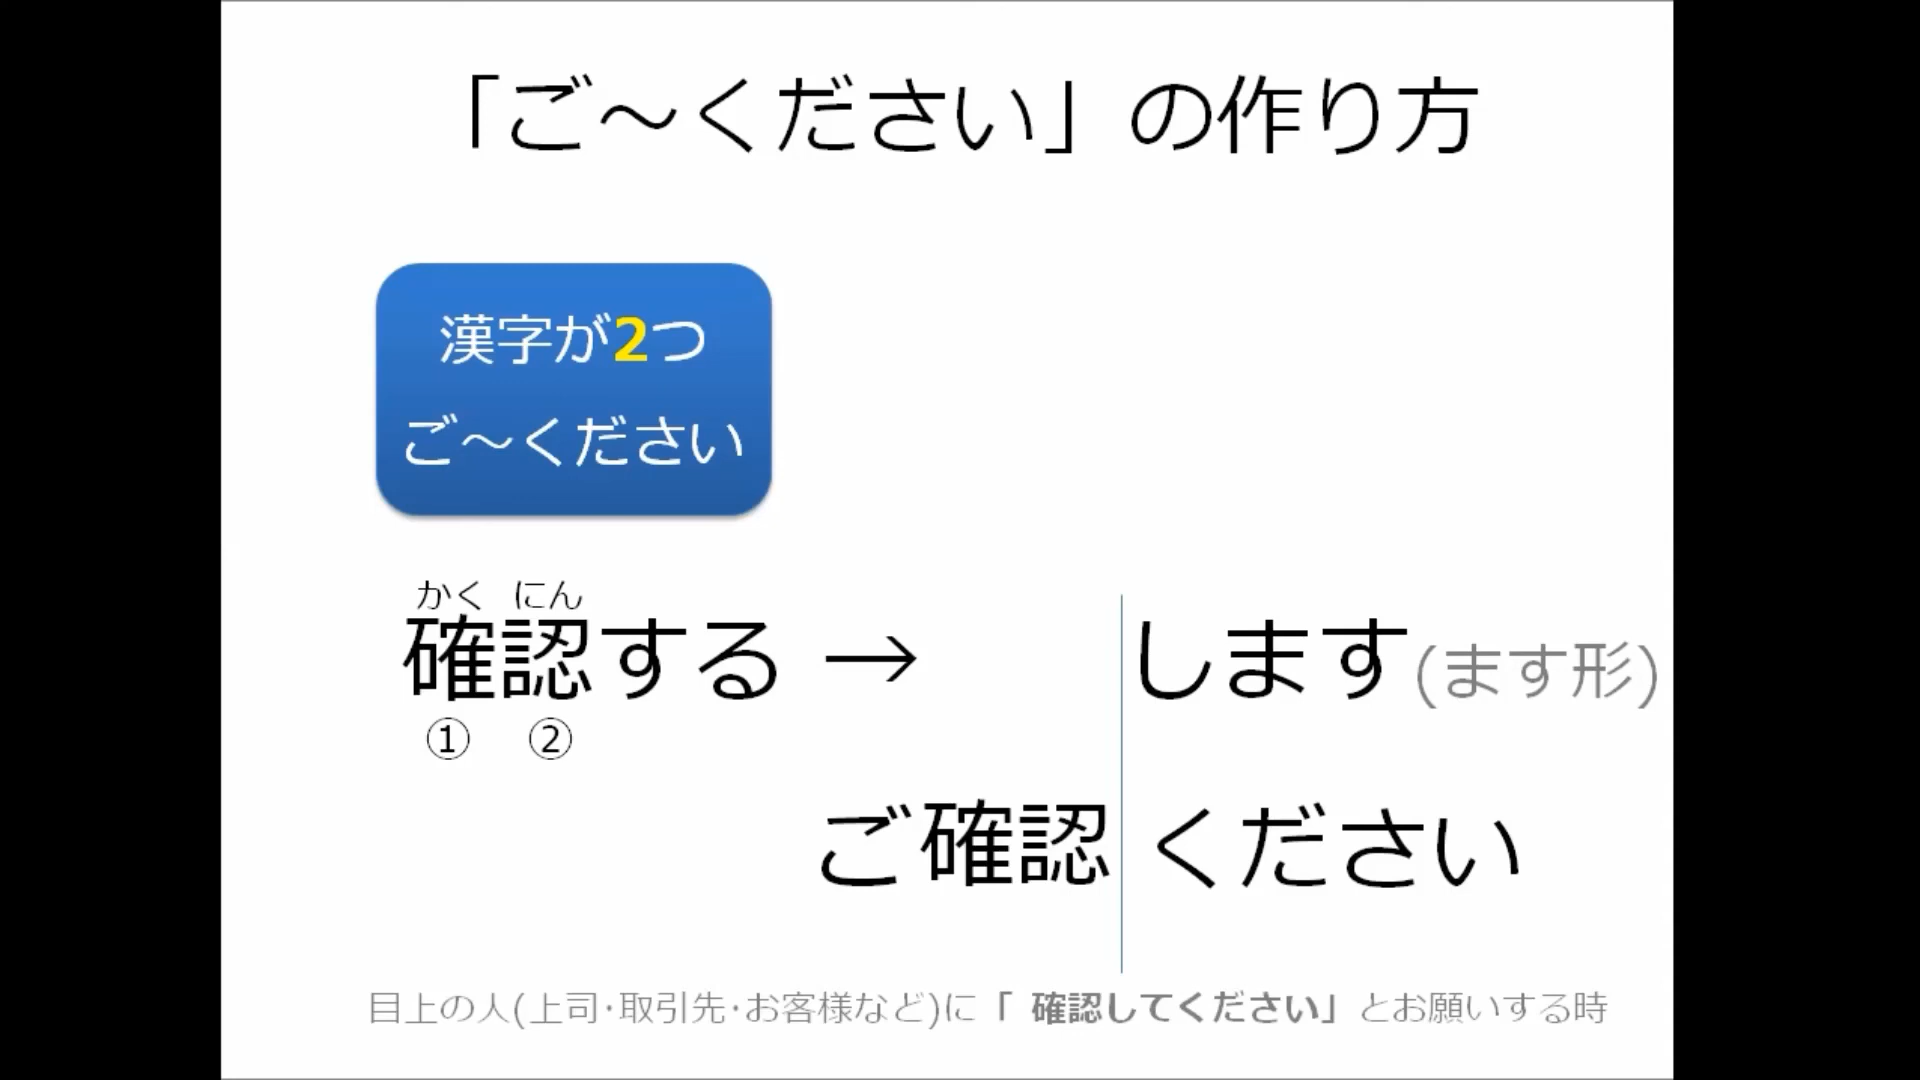 「ご～ください」の作り方
漢字が2つ
ご～ください
かく にん
確認する → します(ます形)
① ②
ご確認 ください
目上の人(上司･取引先･お客様など)に「 確認してください」とお願いする時